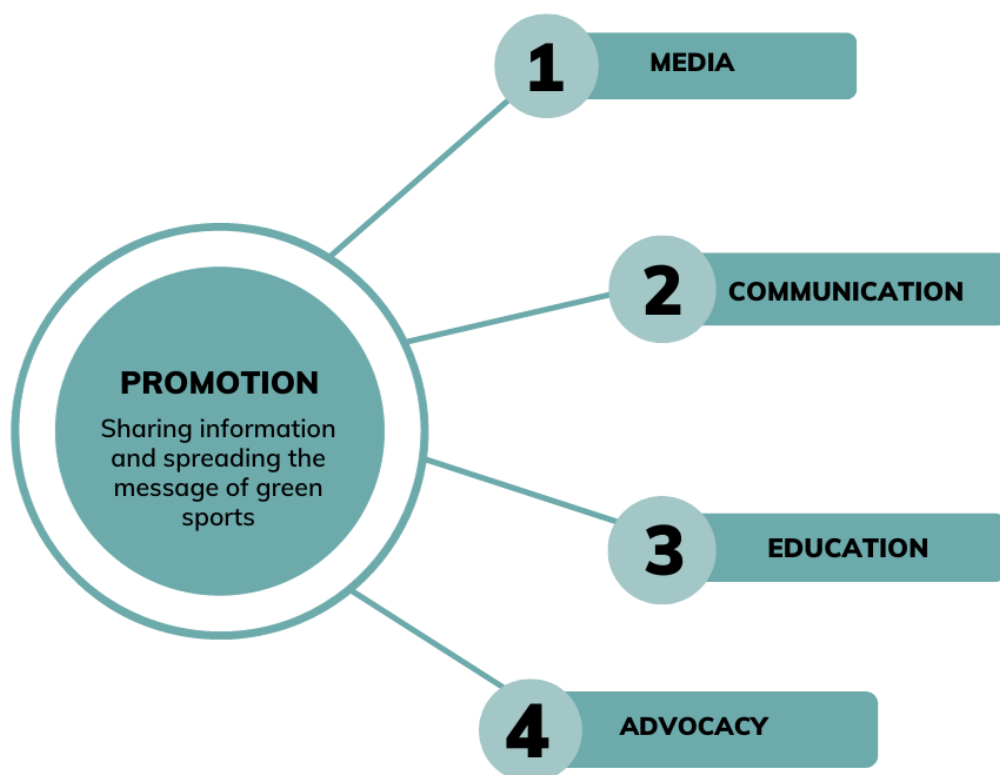 1
MEDIA
2
COMMUNICATION
PROMOTION
Sharing information
and spreading the
message of green
sports
3
EDUCATION
4
ADVOCACY